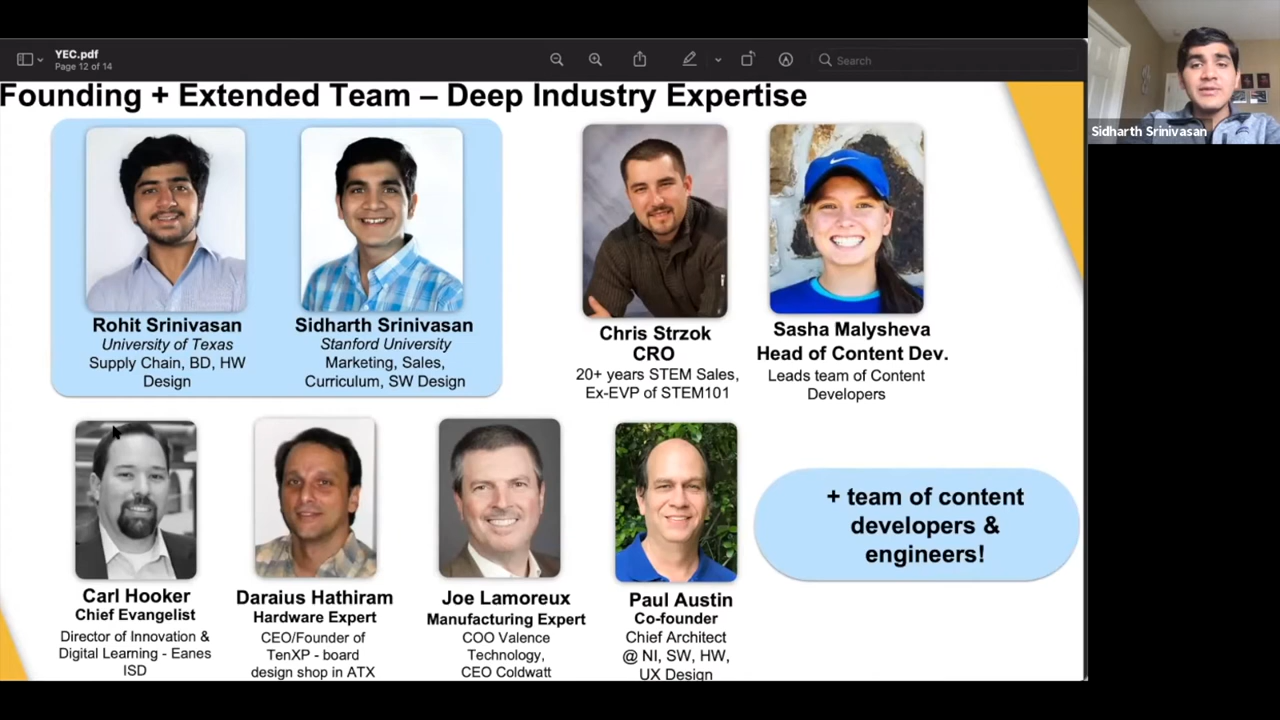 YEC.pdf
Page 12 of 14
Search
Sidharth Srinivasan
Founding + Extended Team – Deep Industry Expertise
Rohit Srinivasan
University of Texas
Supply Chain, BD, HW
Design
Sidharth Srinivasan
Stanford University
Marketing, Sales,
Curriculum, SW Design
Chris Strzok
CRO
20+ years STEM Sales,
Ex-EVP of STEM101
Sasha Malysheva
Head of Content Dev.
Leads team of Content
Developers
Carl Hooker
Chief Evangelist
Director of Innovation &
Digital Learning - Eanes
ISD
Daraius Hathiram
Hardware Expert
CEO/Founder of
TenXP - board
design shop in ATX
Joe Lamoreux
Manufacturing Expert
COO Valence
Technology,
CEO Coldwatt
Paul Austin
Co-founder
Chief Architect
@ NI, SW, HW,
UX Design
+ team of content
developers &
engineers!